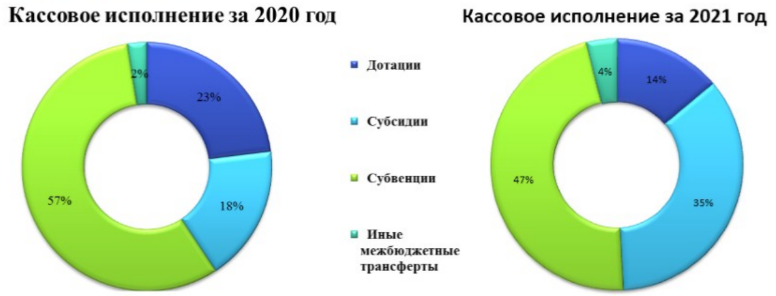 Кассовое исполнение за 2020 год
2%
23%
18%
57%
Дотации
Субсидии
Субвенции
Иные
межбюджетные
трансферты
Кассовое исполнение за 2021 год
4%
14%
35%
47%